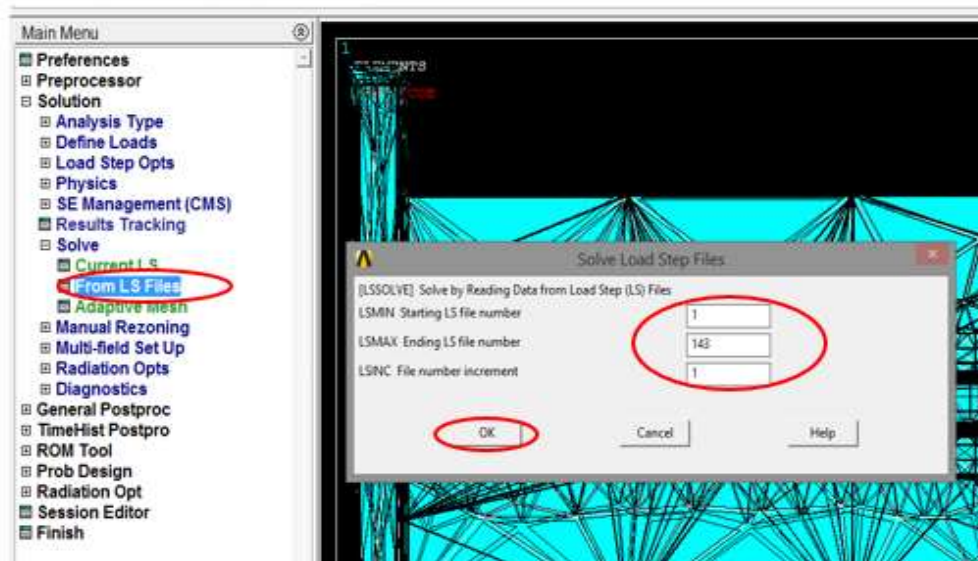 Main Menu
Preferences
Preprocessor
Solution
Analysis Type
Define Loads
Load Step Opts
Physics
SE Management (CMS)
Results Tracking
Solve
Current LS
From LS Files
Adaptive Mesh
Manual Rezoning
Multi-field Set Up
Radiation Opts
Diagnostics
General Postproc
TimeHist Postpro
ROM Tool
Prob Design
Radiation Opt
Session Editor
Finish
1
Solve Load Step Files
[LSSOLVE] Solve by Reading Data from Load Step (LS) Files
LSMIN Starting LS file number 1
LSMAX Ending LS file number 143
LSINC File number increment 1
OK Cancel Help